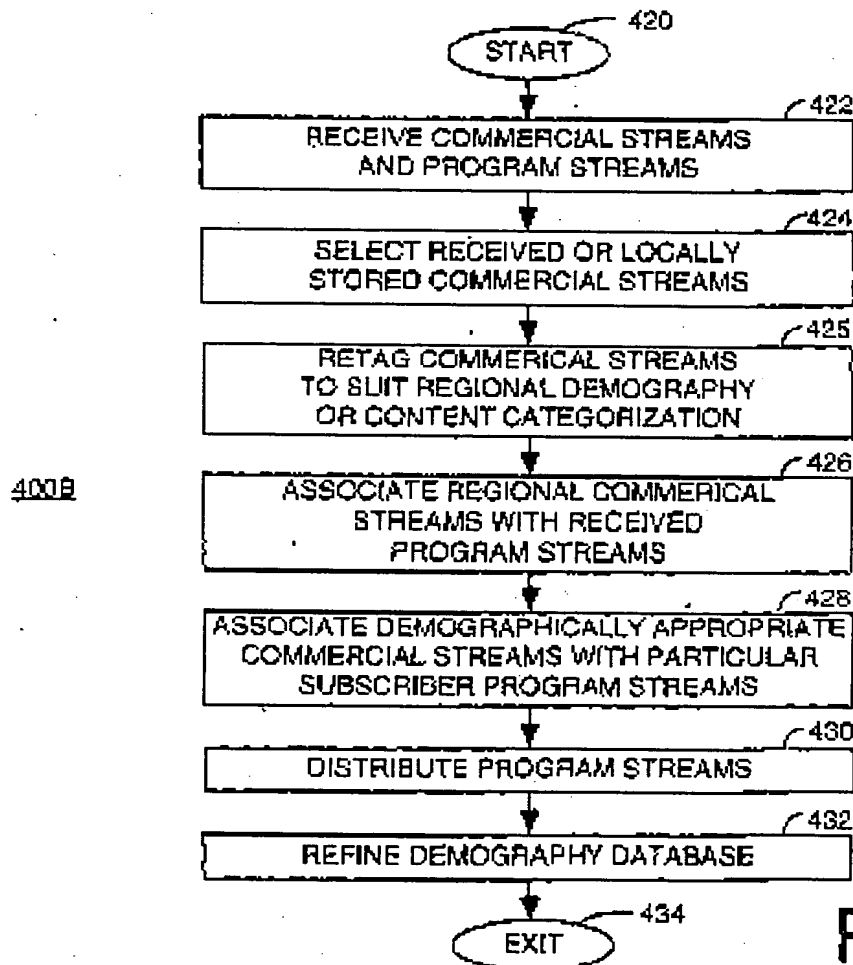 420
START
422
RECEIVE COMMERCIAL STREAMS
AND PROGRAM STREAMS
424
SELECT RECEIVED OR LOCALLY
STORED COMMERCIAL STREAMS
425
RETAG COMMERICAL STREAMS
TO SUIT REGIONAL DEMOGRAPHY
OR CONTENT CATEGORIZATION
400B
426
ASSOCIATE REGIONAL COMMERICAL
STREAMS WITH RECEIVED
PROGRAM STREAMS
428
ASSOCIATE DEMOGRAPHICALLY APPROPRIATE
COMMERCIAL STREAMS WITH PARTICULAR
SUBSCRIBER PROGRAM STREAMS
430
DISTRIBUTE PROGRAM STREAMS
432
REFINE DEMOGRAPHY DATABASE
434
EXIT